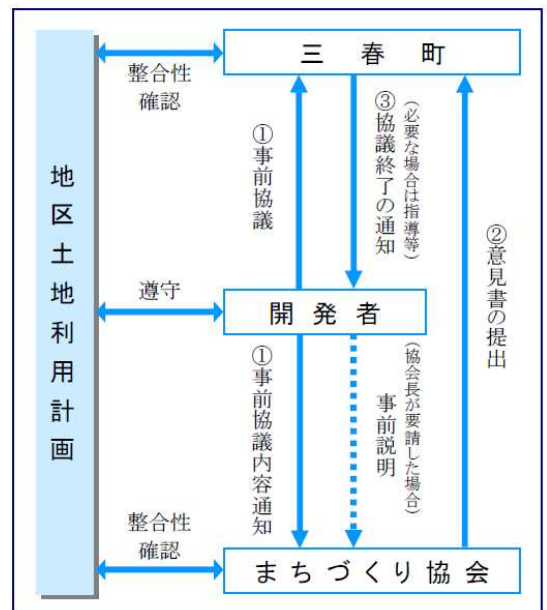 三春町
整合性
確認
①事前協議
③協議終了の通知
（必要な場合は指導等）
②意見書の提出
地区土地利用計画
遵守
開発者
①事前協議内容通知
事前説明
（協会長が要請した場合）
整合性
確認
まちづくり協会